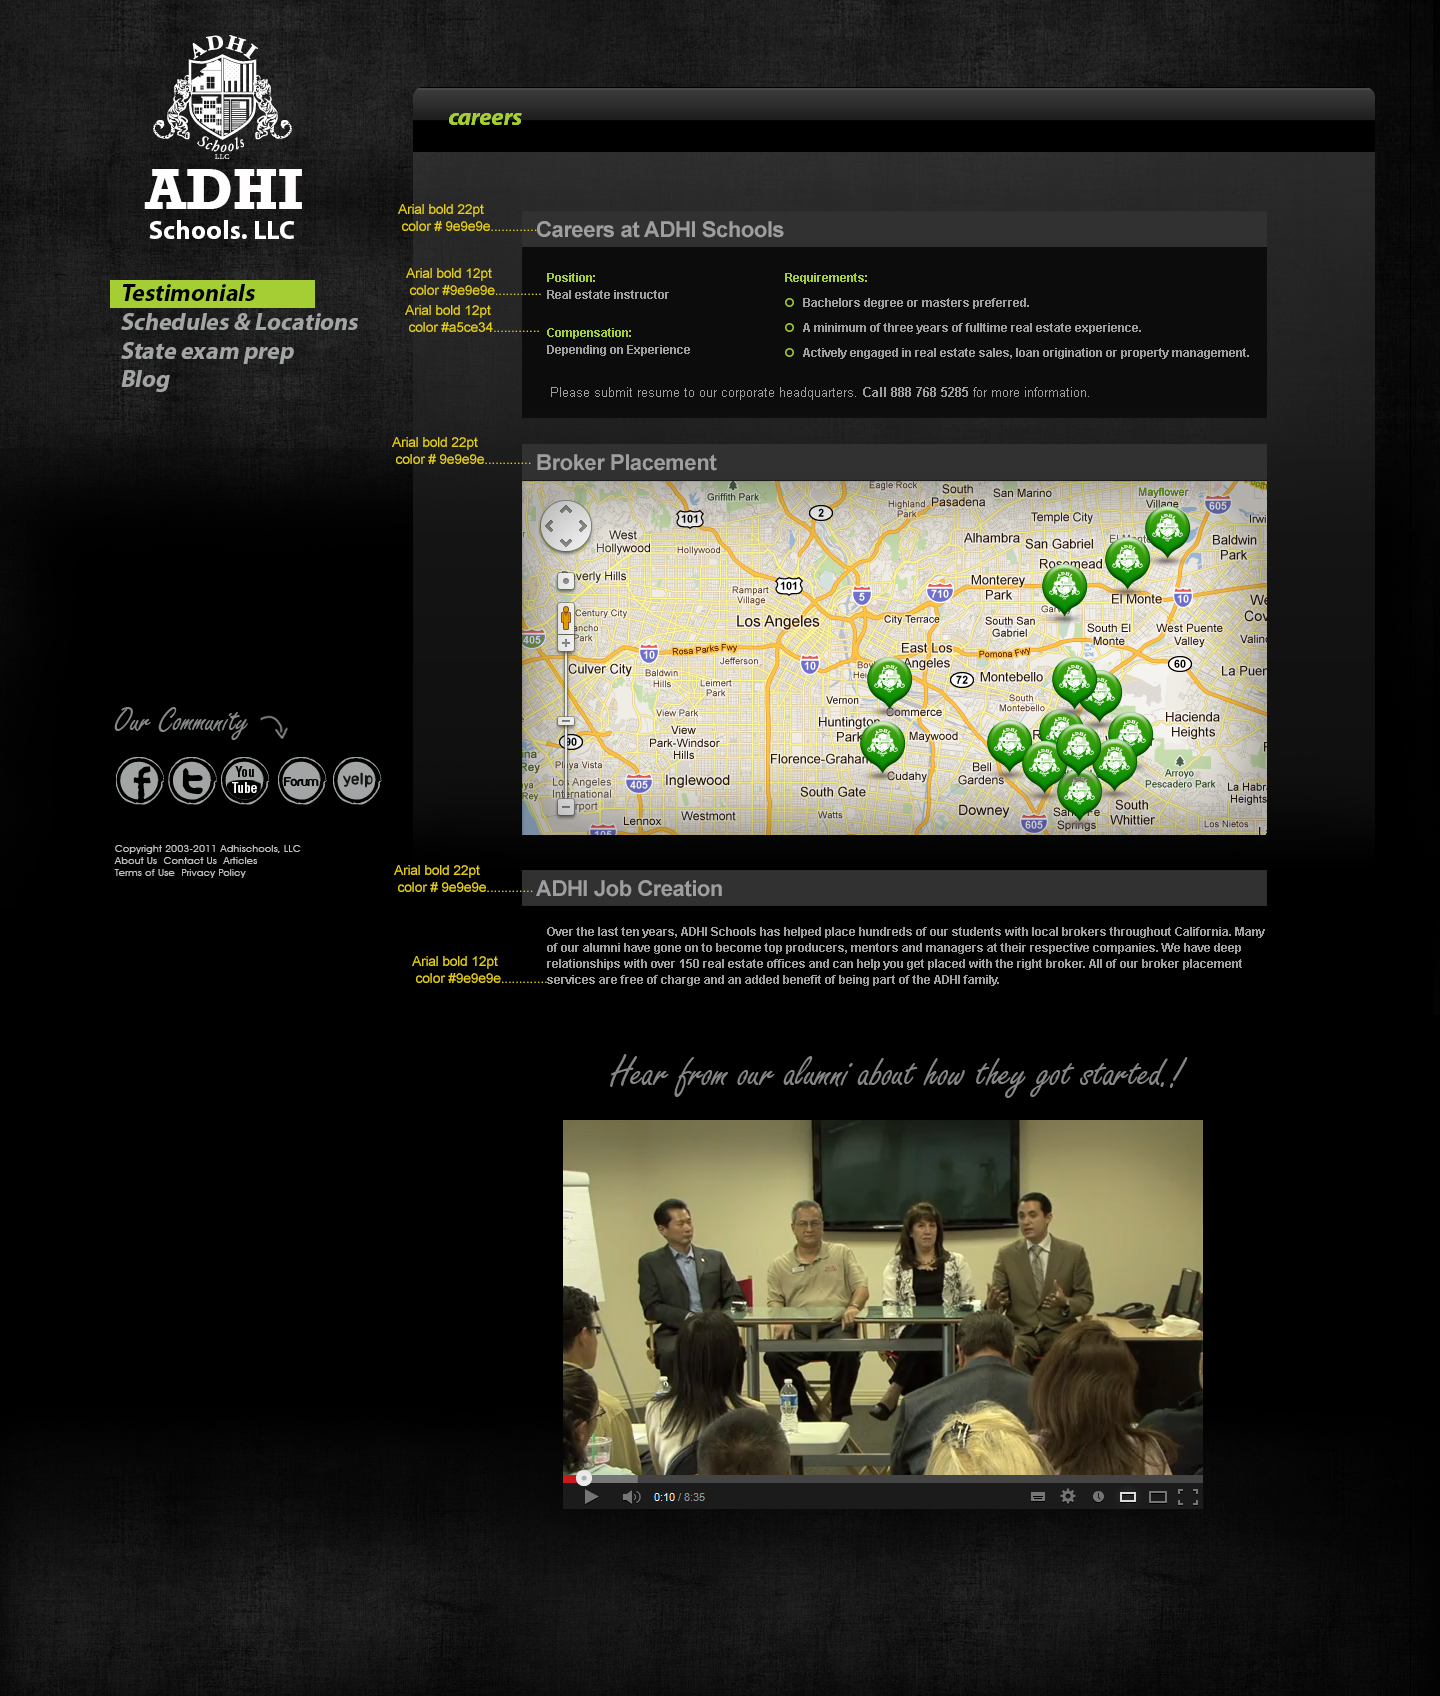 ADHI
Schools
LLC
ADHI
Schools. LLC
Testimonials
Schedules & Locations
State exam prep
Blog
Our Community
You
Tube
Forum
yelp
Copyright 2003-2011 Adhischools, LLC
About Us Contact Us Articles
Terms of Use Privacy Policy
careers
Arial bold 22pt
color # 9e9e9e.............
Careers at ADHI Schools
Arial bold 12pt
color #9e9e9e.............
Arial bold 12pt
color #a5ce34.............
Position:
Real estate instructor
Compensation:
Depending on Experience
Requirements:
Bachelors degree or masters preferred.
A minimum of three years of fulltime real estate experience.
Actively engaged in real estate sales, loan origination or property management.
Please submit resume to our corporate headquarters. Call 888 768 5285 for more information.
Arial bold 22pt
color # 9e9e9e.............
Broker Placement
Eagle Rock
Griffith Park
South
Pasadena
San Marino
Mayflower
Village
605
Highland
Park
2
101
Temple City
Irwi
West
Hollywood
Hollywood
Alhambra
San Gabriel
El Monte
Baldwin
Park
Rosemead
everly Hills
101
Rampart
Village
5
710
Monterey
Park
El Monte
10
We
Cov
Century City
ancho
Park
Los Angeles
City Terrace
South San
Gabriel
South El
Monte
West Puente
Valley
Valin
405
Rosa Parks Fwy
10
Jefferson
10
East Los
Angeles
Pomona Fwy
60
Culver City
Baldwin
Hills
Leimert
Park
72
Montebello
La Puen
South
Montebello
Vernon
Commerce
View Park
Huntington
Park
Maywood
Hacienda
Heights
90
View
Park-Windsor
Hills
Florence-Graham
Cudahy
Bell
Gardens
Playa Vista
Los Angeles
International
irport
405
Inglewood
South Gate
Downey
Arroyo
Pescadero Park
La Habr
Heights
Lennox
Westmont
Watts
605
Santa Fe
Springs
South
Whittier
Los Nietos
105
Arial bold 22pt
color # 9e9e9e.............
ADHI Job Creation
Over the last ten years, ADHI Schools has helped place hundreds of our students with local brokers throughout California. Many
of our alumni have gone on to become top producers, mentors and managers at their respective companies. We have deep
relationships with over 150 real estate offices and can help you get placed with the right broker. All of our broker placement
services are free of charge and an added benefit of being part of the ADHI family.
Arial bold 12pt
color #9e9e9e.............
Hear from our alumni about how they got started.!
0:10 / 8:35